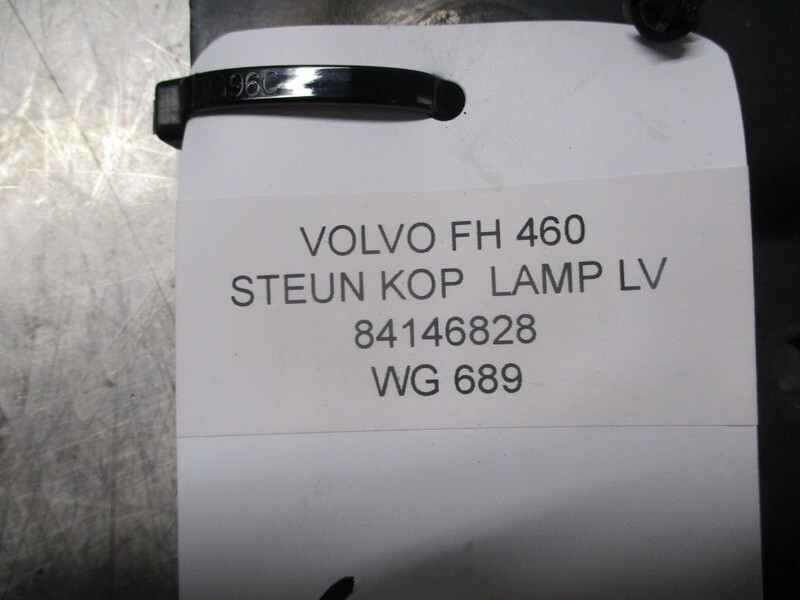 VOLVO FH 460
STEUN KOP LAMP LV
84146828
WG 689